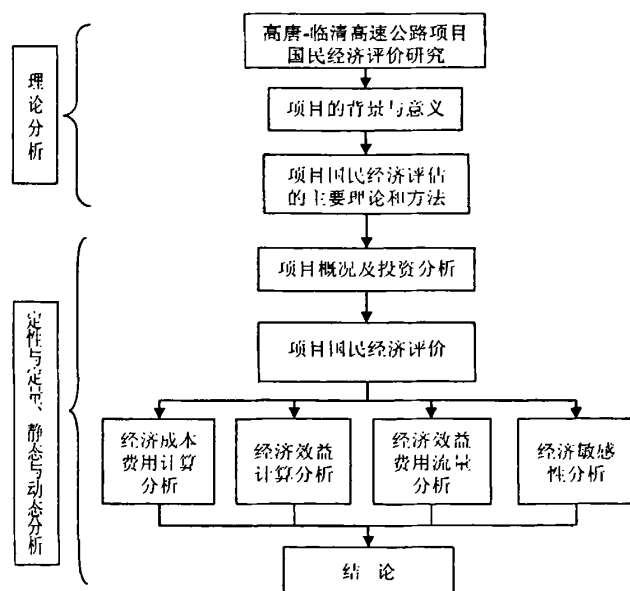 高唐-临清高速公路项目
国民经济评价研究
理论分析
项目的背景与意义
项目国民经济评估
的主要理论和方法
项目概况及投资分析
项目国民经济评价
定性与定量、静态与动态分析
经济成本
费用计算
分析
经济效益
计算分析
经济效益
费用流量
分析
经济敏感
性分析
结 论